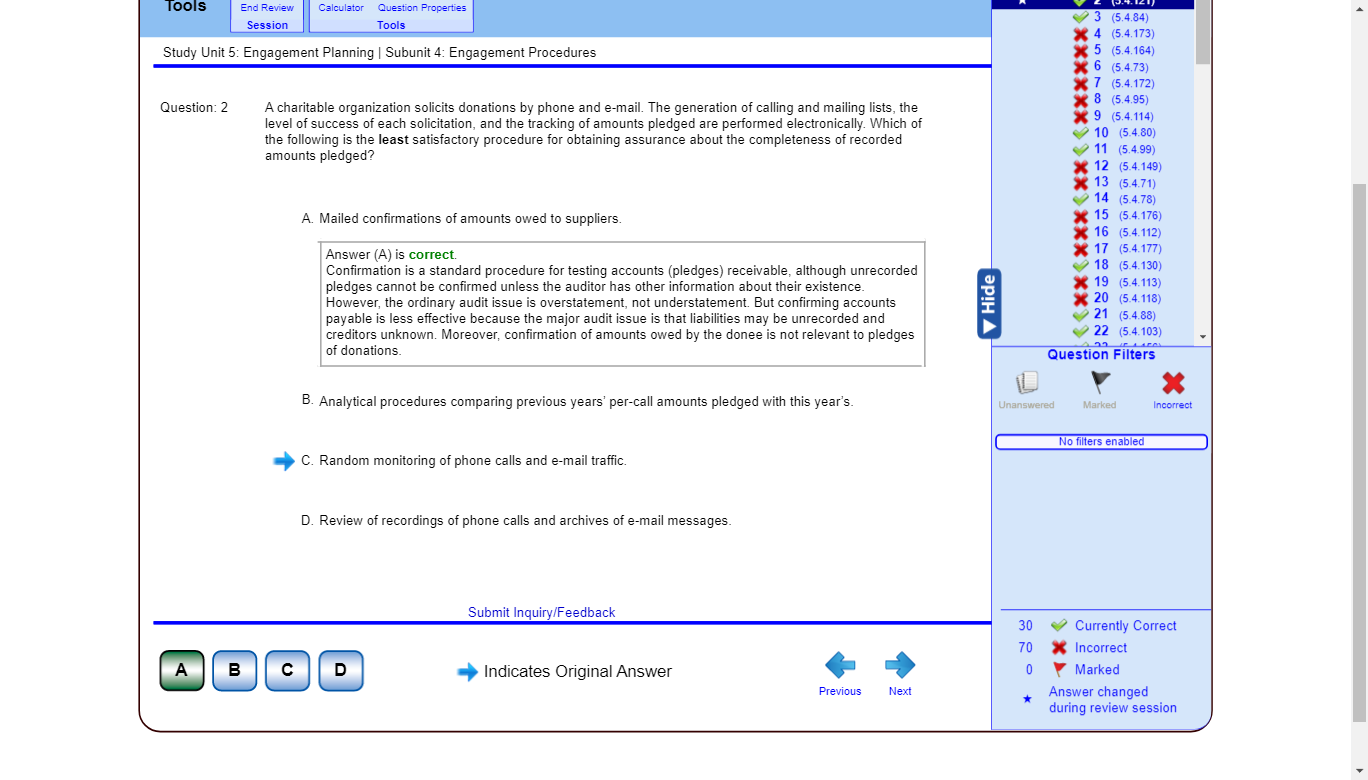 Tools
End Review
Session
Calculator Question Properties
Tools
Study Unit 5: Engagement Planning | Subunit 4: Engagement Procedures
Question: 2
A charitable organization solicits donations by phone and e-mail. The generation of calling and mailing lists, the
level of success of each solicitation, and the tracking of amounts pledged are performed electronically. Which of
the following is the least satisfactory procedure for obtaining assurance about the completeness of recorded
amounts pledged?
A. Mailed confirmations of amounts owed to suppliers.
Answer (A) is correct.
Confirmation is a standard procedure for testing accounts (pledges) receivable, although unrecorded
pledges cannot be confirmed unless the auditor has other information about their existence.
However, the ordinary audit issue is overstatement, not understatement. But confirming accounts
payable is less effective because the major audit issue is that liabilities may be unrecorded and
creditors unknown. Moreover, confirmation of amounts owed by the donee is not relevant to pledges
of donations.
B. Analytical procedures comparing previous years' per-call amounts pledged with this year's.
C. Random monitoring of phone calls and e-mail traffic.
D. Review of recordings of phone calls and archives of e-mail messages.
Submit Inquiry/Feedback
A B C D
Indicates Original Answer
Previous
Next
2 (5.4.121)
3 (5.4.84)
4 (5.4.173)
5 (5.4.164)
6 (5.4.73)
7 (5.4.172)
8 (5.4.95)
9 (5.4.114)
10 (5.4.80)
11 (5.4.99)
12 (5.4.149)
13 (5.4.71)
14 (5.4.78)
15 (5.4.176)
16 (5.4.112)
17 (5.4.177)
18 (5.4.130)
19 (5.4.113)
20 (5.4.118)
21 (5.4.88)
22 (5.4.103)
Hide
Question Filters
Unanswered
Marked
Incorrect
No filters enabled
30 Currently Correct
70 Incorrect
0 Marked
Answer changed
during review session